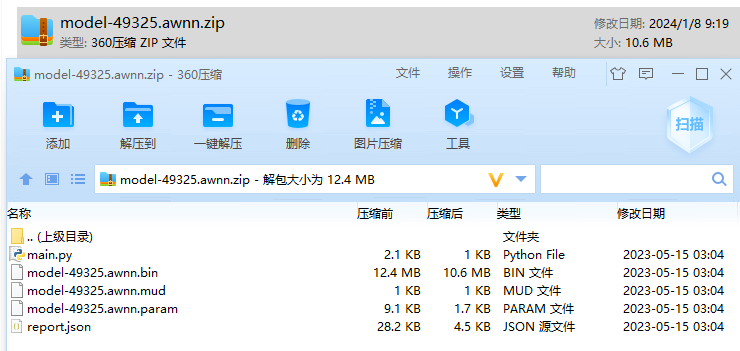 model-49325.awnn.zip 修改日期: 2024/1/8 9:19
类型: 360压缩 ZIP 文件 大小: 10.6 MB
model-49325.awnn.zip - 360压缩 文件 操作 设置 帮助
添加 解压到 一键解压 删除 图片压缩 工具 扫描
model-49325.awnn.zip - 解包大小为 12.4 MB
名称 压缩前 压缩后 类型 修改日期
.. (上级目录) 文件夹
main.py 2.1 KB 1 KB Python File 2023-05-15 03:04
model-49325.awnn.bin 12.4 MB 10.6 MB BIN 文件 2023-05-15 03:04
model-49325.awnn.mud 1 KB 1 KB MUD 文件 2023-05-15 03:04
model-49325.awnn.param 9.1 KB 1.7 KB PARAM 文件 2023-05-15 03:04
report.json 28.2 KB 4.5 KB JSON 源文件 2023-05-15 03:04